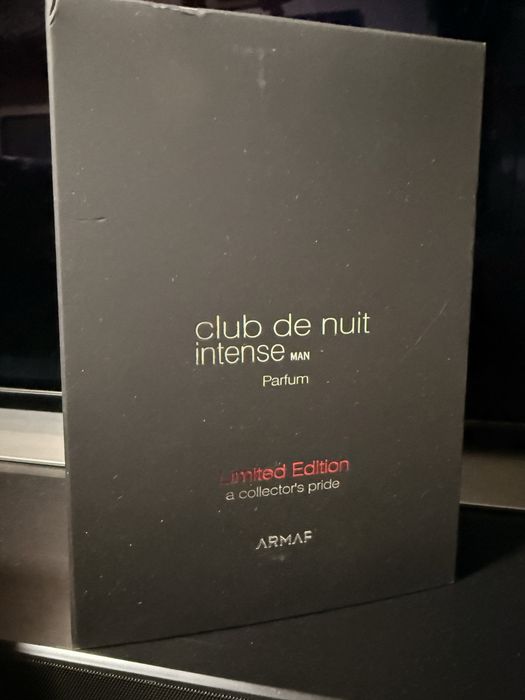 club de nuit
intense MAN
Parfum
Limited Edition
a collector's pride
ARMAF